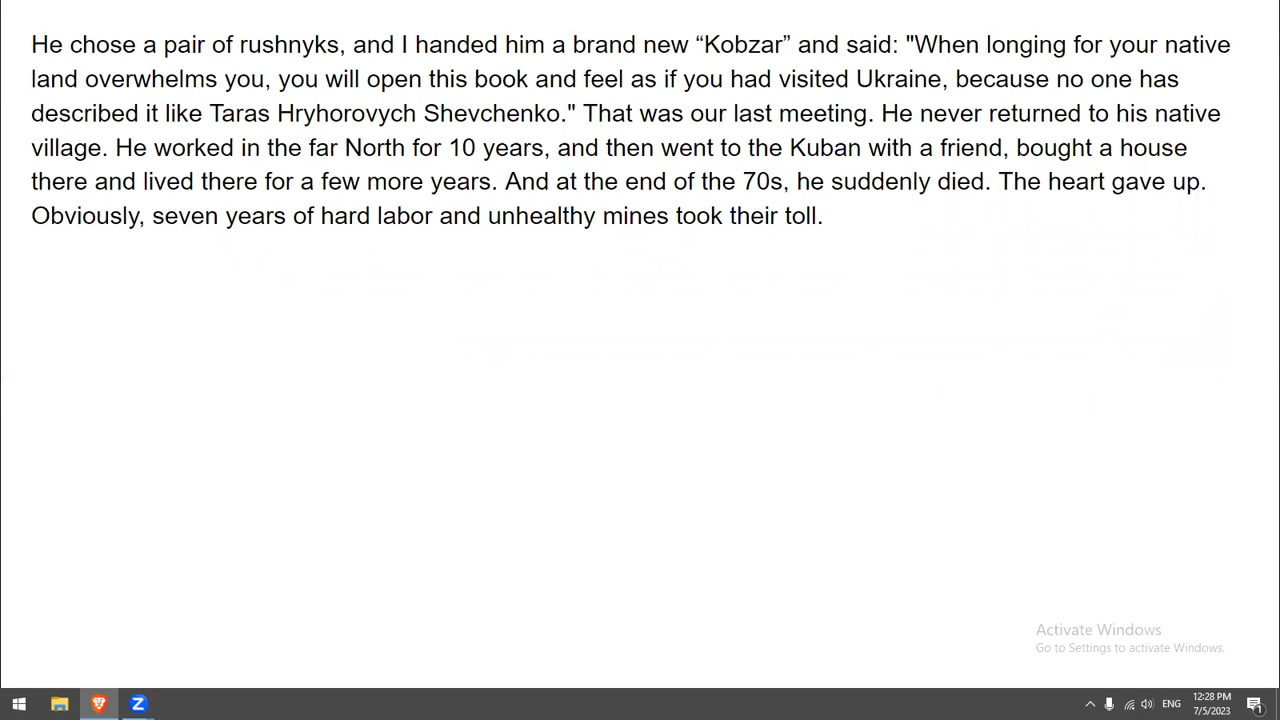 He chose a pair of rushnyks, and I handed him a brand new “Kobzar” and said: "When longing for your native
land overwhelms you, you will open this book and feel as if you had visited Ukraine, because no one has
described it like Taras Hryhorovych Shevchenko." That was our last meeting. He never returned to his native
village. He worked in the far North for 10 years, and then went to the Kuban with a friend, bought a house
there and lived there for a few more years. And at the end of the 70s, he suddenly died. The heart gave up.
Obviously, seven years of hard labor and unhealthy mines took their toll.
Activate Windows
Go to Settings to activate Windows.
Z
ENG
12:28 PM
7/5/2023
1